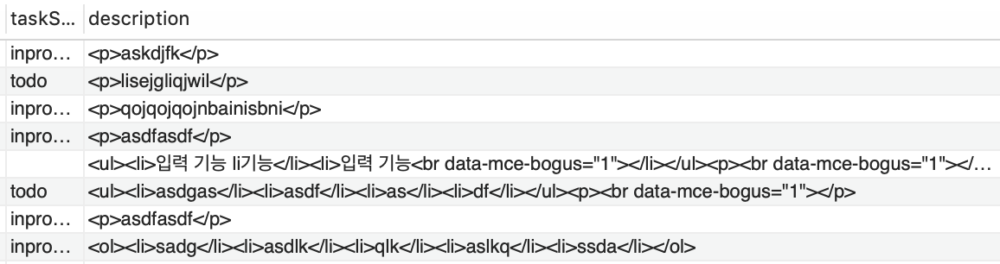 taskS... description
inpro... <p>askdjfk</p>
todo <p>lisejgliqjwil</p>
inpro... <p>qojqojqojnbainisbni</p>
inpro... <p>asdfasdf</p>
<ul><li>입력 기능 li기능</li><li>입력 기능<br data-mce-bogus="1"></li></ul><p><br data-mce-bogus="1"></...
todo <ul><li>asdgas</li><li>asdf</li><li>as</li><li>df</li></ul><p><br data-mce-bogus="1"></p>
inpro... <p>asdfasdf</p>
inpro... <ol><li>sadg</li><li>asdlk</li><li>qlk</li><li>aslkq</li><li>ssda</li></ol>